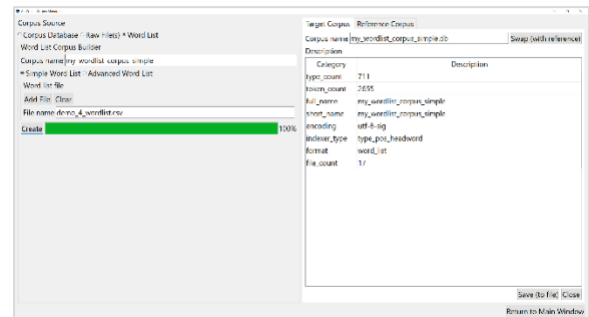 Corpus Source
Corpus Database Raw File(s) Word List
Word List Corpus Builder
Corpus name my_wordlist_corpus_simple
Simple Word List Advanced Word List
Word list file
Add File Clear
File name demo_4_wordlist.csv
Create 100%
Target Corpus Reference Corpus
Corpus name my_wordlist_corpus_simple.db Swap (with reference)
Description
Category Description
type_count 711
token_count 2655
full_name my_wordlist_corpus_simple
short_name my_wordlist_corpus_simple
encoding utf-8-sig
indexer_type type_pos_headword
format word_list
file_count 17
Save (to file) Close
Return to Main Window